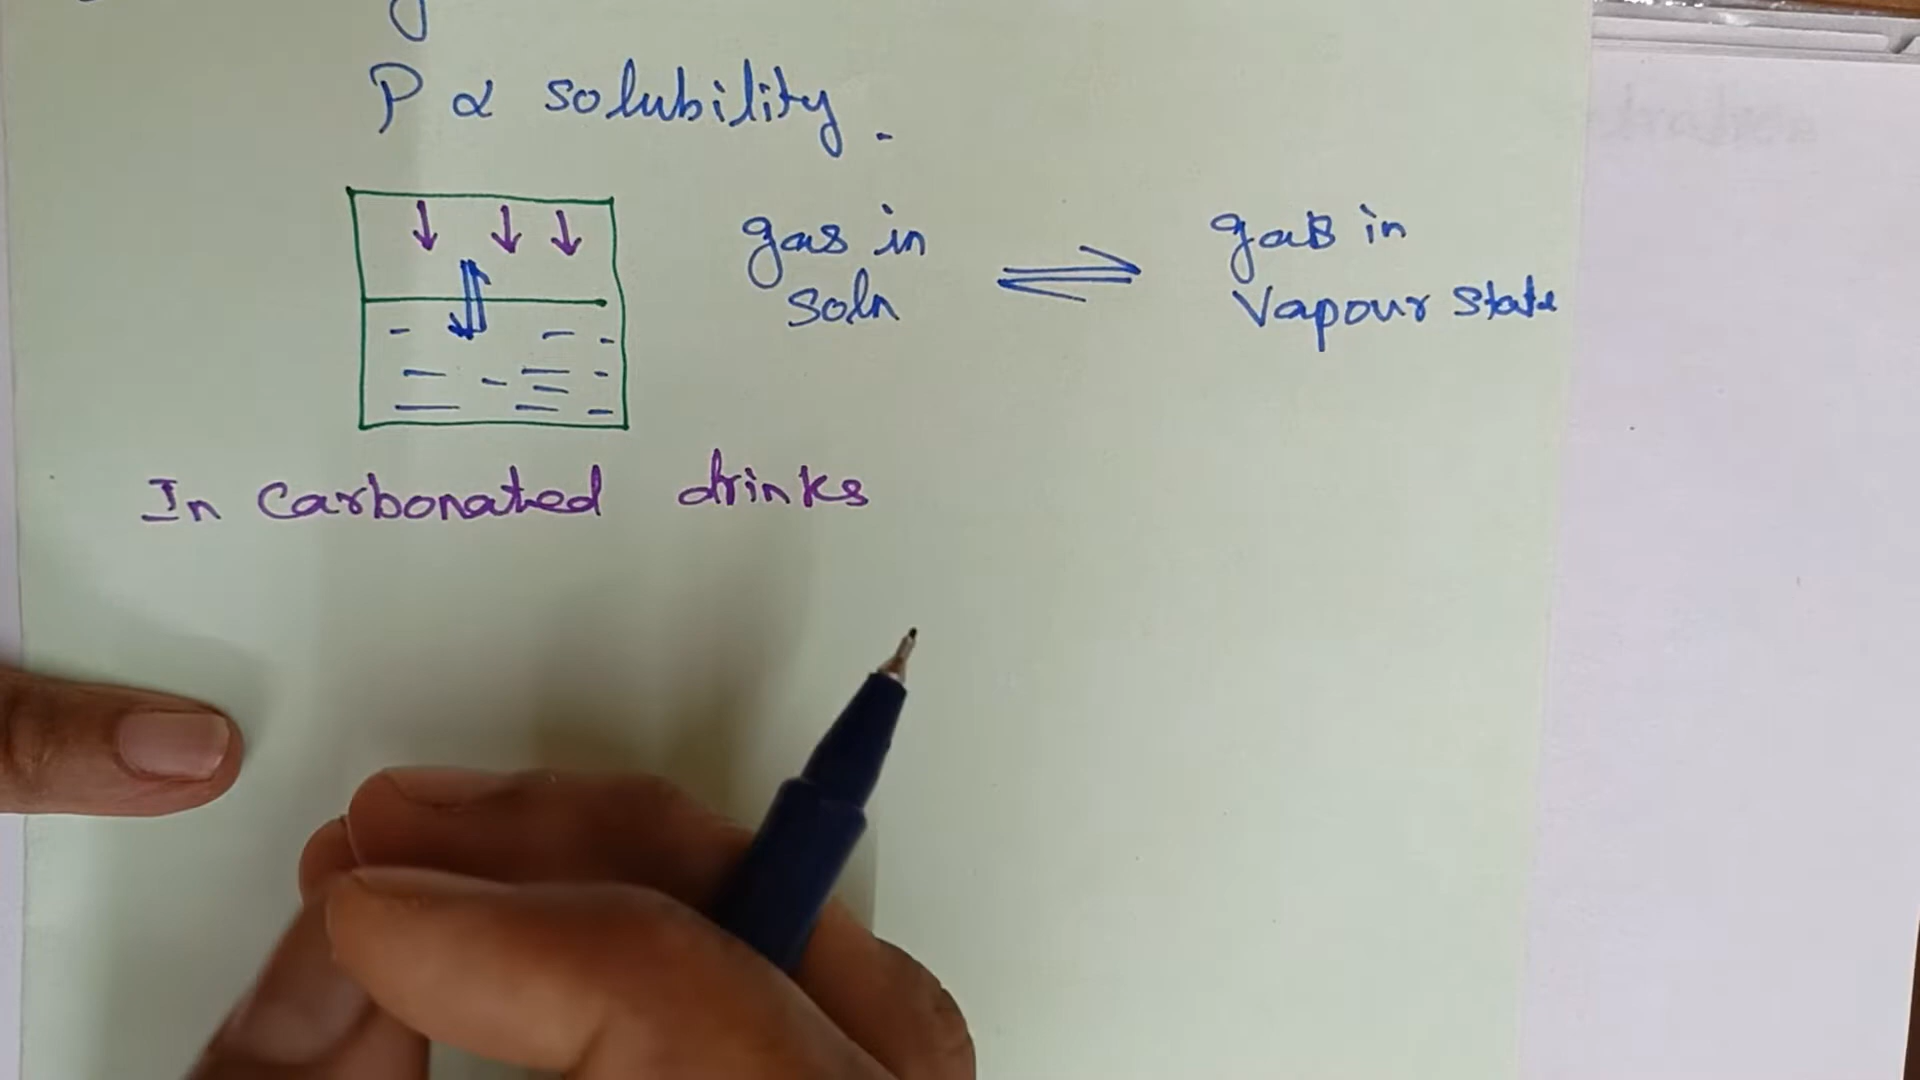 P α solubility.
gas in soln ⇌ gas in Vapour state
In Carbonated drinks